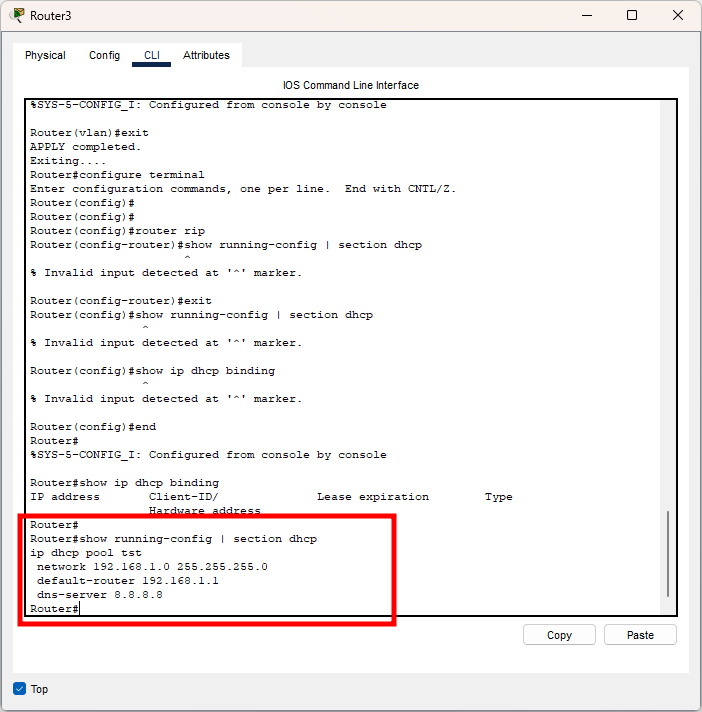 Router3
Physical Config CLI Attributes
IOS Command Line Interface
%SYS-5-CONFIG_I: Configured from console by console
Router(vlan)#exit
APPLY completed.
Exiting....
Router#configure terminal
Enter configuration commands, one per line.  End with CNTL/Z.
Router(config)#
Router(config)#
Router(config)#router rip
Router(config-router)#show running-config | section dhcp
^
% Invalid input detected at '^' marker.
Router(config-router)#exit
Router(config)#show running-config | section dhcp
^
% Invalid input detected at '^' marker.
Router(config)#show ip dhcp binding
^
% Invalid input detected at '^' marker.
Router(config)#end
Router#
%SYS-5-CONFIG_I: Configured from console by console
Router#show ip dhcp binding
IP address       Client-ID/              Lease expiration        Type
Hardware address
Router#
Router#show running-config | section dhcp
ip dhcp pool tst
network 192.168.1.0 255.255.255.0
default-router 192.168.1.1
dns-server 8.8.8.8
Router#
Copy Paste
Top